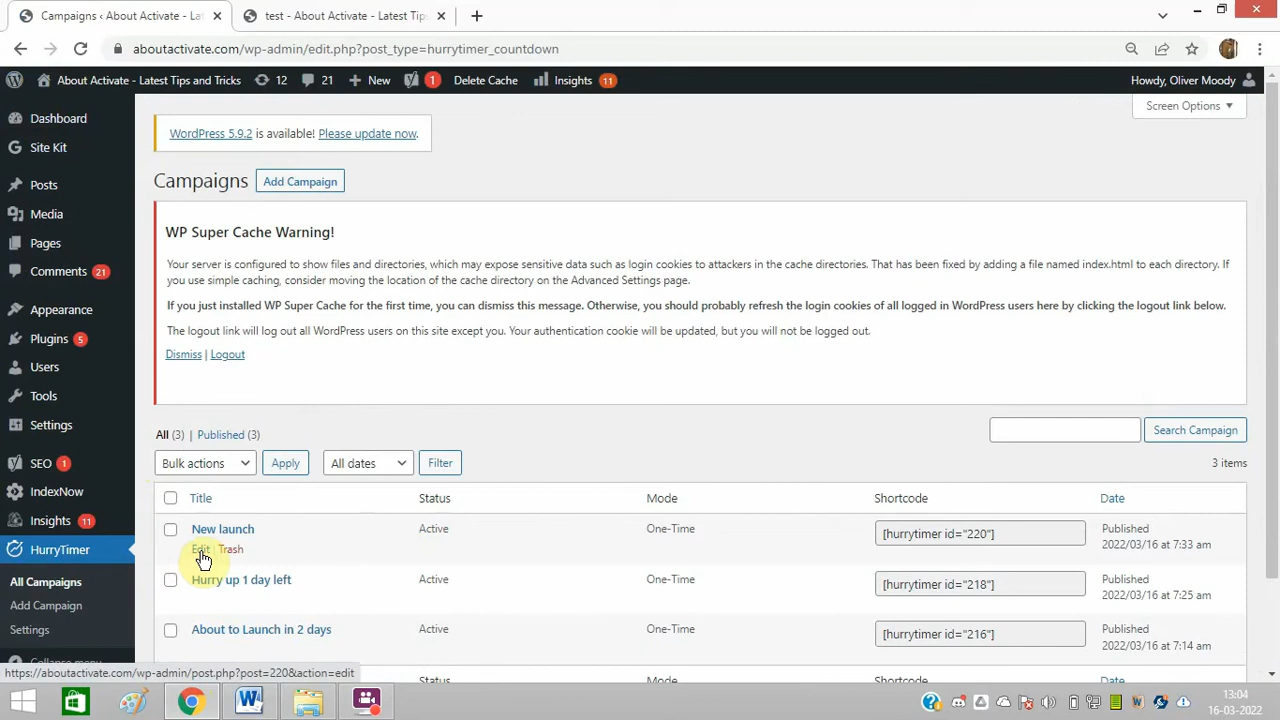 Campaigns ‹ About Activate - Lat
test - About Activate - Latest Tips
aboutactivate.com/wp-admin/edit.php?post_type=hurrytimer_countdown
About Activate - Latest Tips and Tricks
12
21
New
1
Delete Cache
Insights
11
Howdy, Oliver Moody
Screen Options
Dashboard
Site Kit
Posts
Media
Pages
Comments 21
Appearance
Plugins 5
Users
Tools
Settings
SEO 1
IndexNow
Insights 11
HurryTimer
All Campaigns
Add Campaign
Settings
Collapse menu
WordPress 5.9.2 is available! Please update now.
Campaigns
Add Campaign
WP Super Cache Warning!
Your server is configured to show files and directories, which may expose sensitive data such as login cookies to attackers in the cache directories. That has been fixed by adding a file named index.html to each directory. If
you use simple caching, consider moving the location of the cache directory on the Advanced Settings page.
If you just installed WP Super Cache for the first time, you can dismiss this message. Otherwise, you should probably refresh the login cookies of all logged in WordPress users here by clicking the logout link below.
The logout link will log out all WordPress users on this site except you. Your authentication cookie will be updated, but you will not be logged out.
Dismiss | Logout
All (3) | Published (3)
Search Campaign
Bulk actions
Apply
All dates
Filter
3 items
Title Status Mode Shortcode Date
New launch Active One-Time [hurrytimer id="220"] Published
2022/03/16 at 7:33 am
Edit | Trash
Hurry up 1 day left Active One-Time [hurrytimer id="218"] Published
2022/03/16 at 7:25 am
About to Launch in 2 days Active One-Time [hurrytimer id="216"] Published
2022/03/16 at 7:14 am
Status Mode Shortcode Date
https://aboutactivate.com/wp-admin/post.php?post=220&action=edit
13:04
16-03-2022